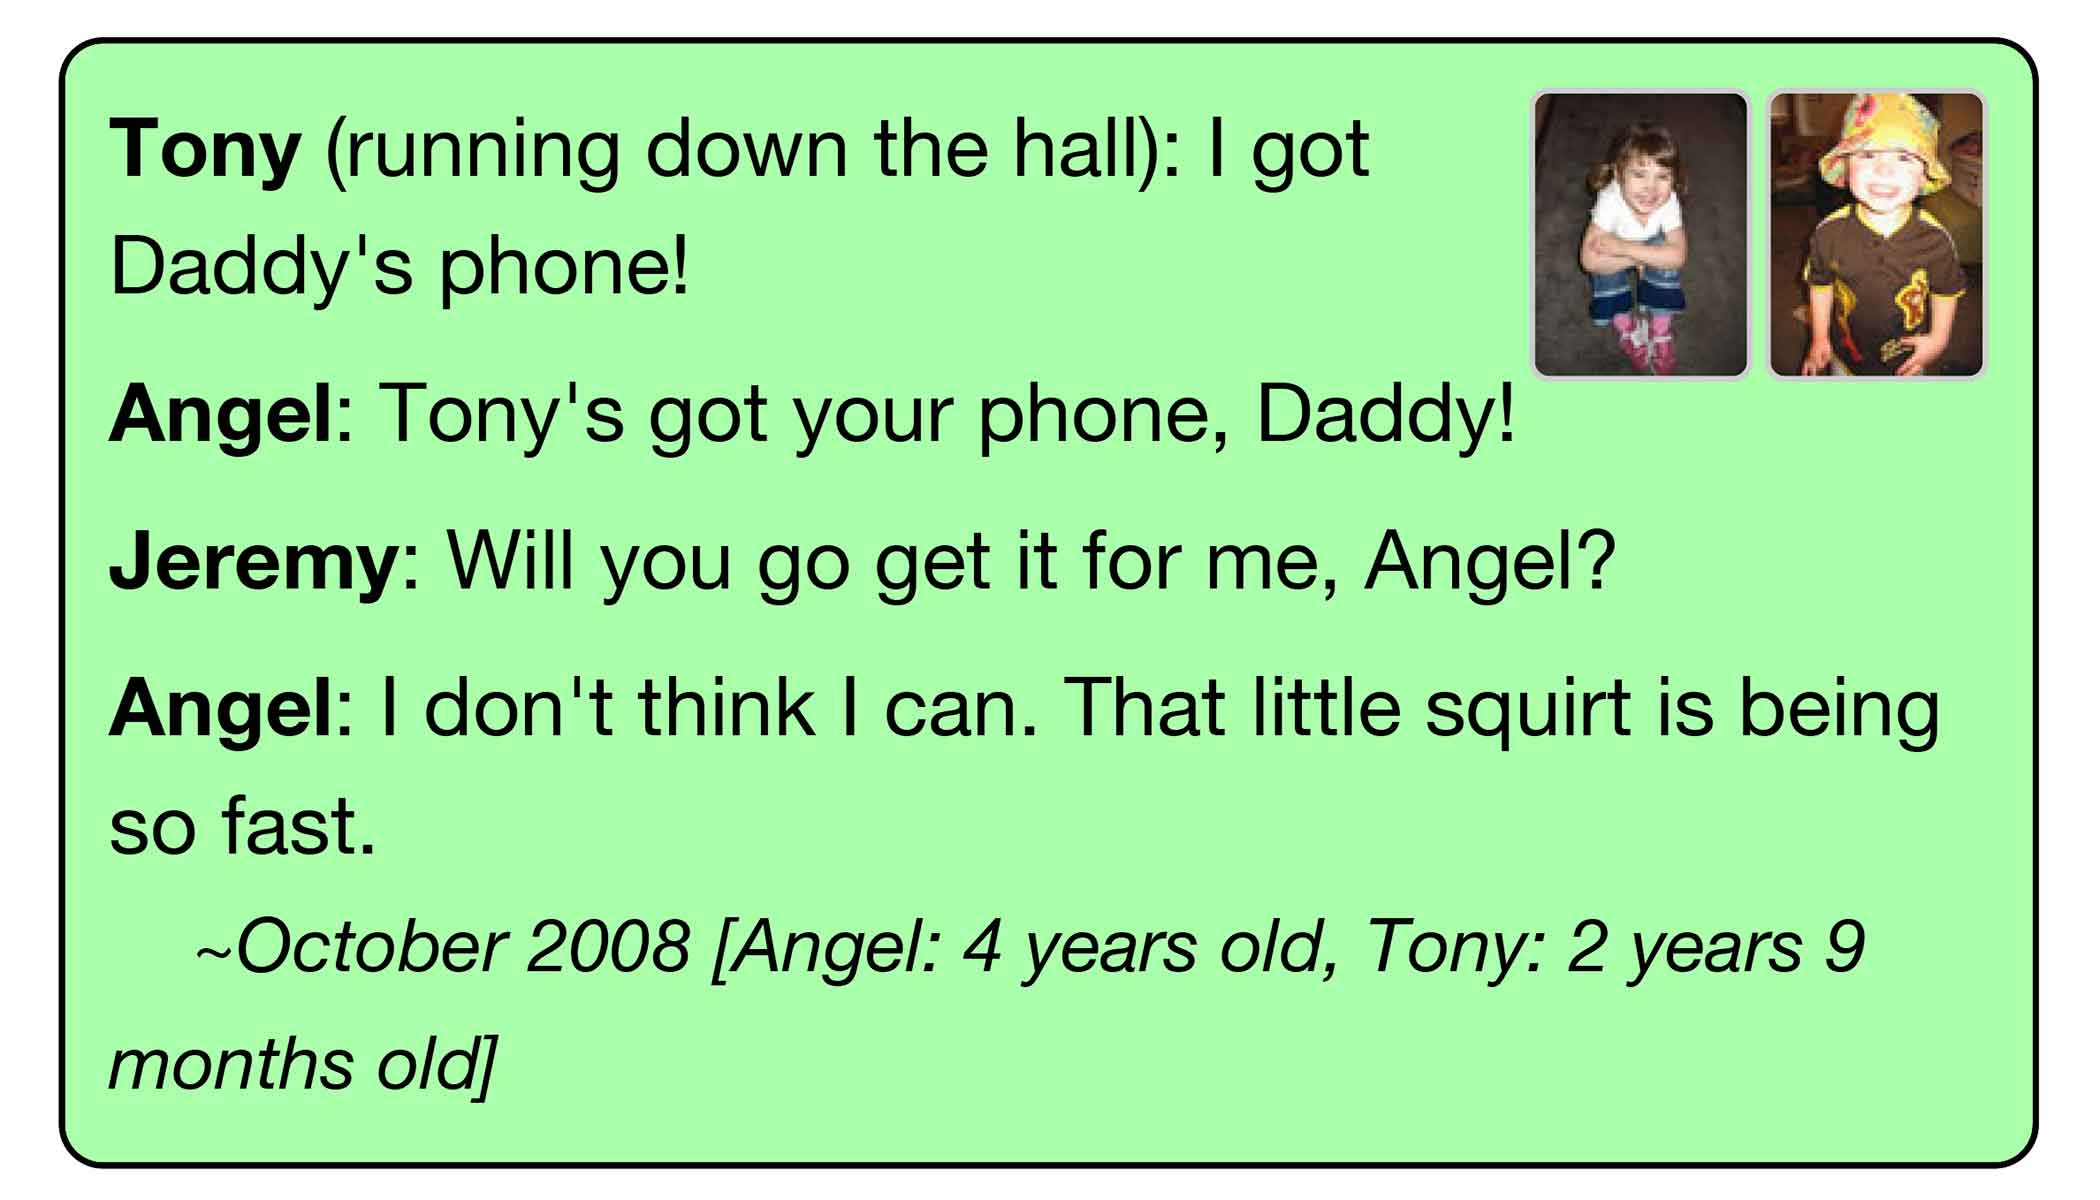 Tony (running down the hall): I got
Daddy's phone!
Angel: Tony's got your phone, Daddy!
Jeremy: Will you go get it for me, Angel?
Angel: I don't think I can. That little squirt is being
so fast.
~October 2008 [Angel: 4 years old, Tony: 2 years 9
months old]